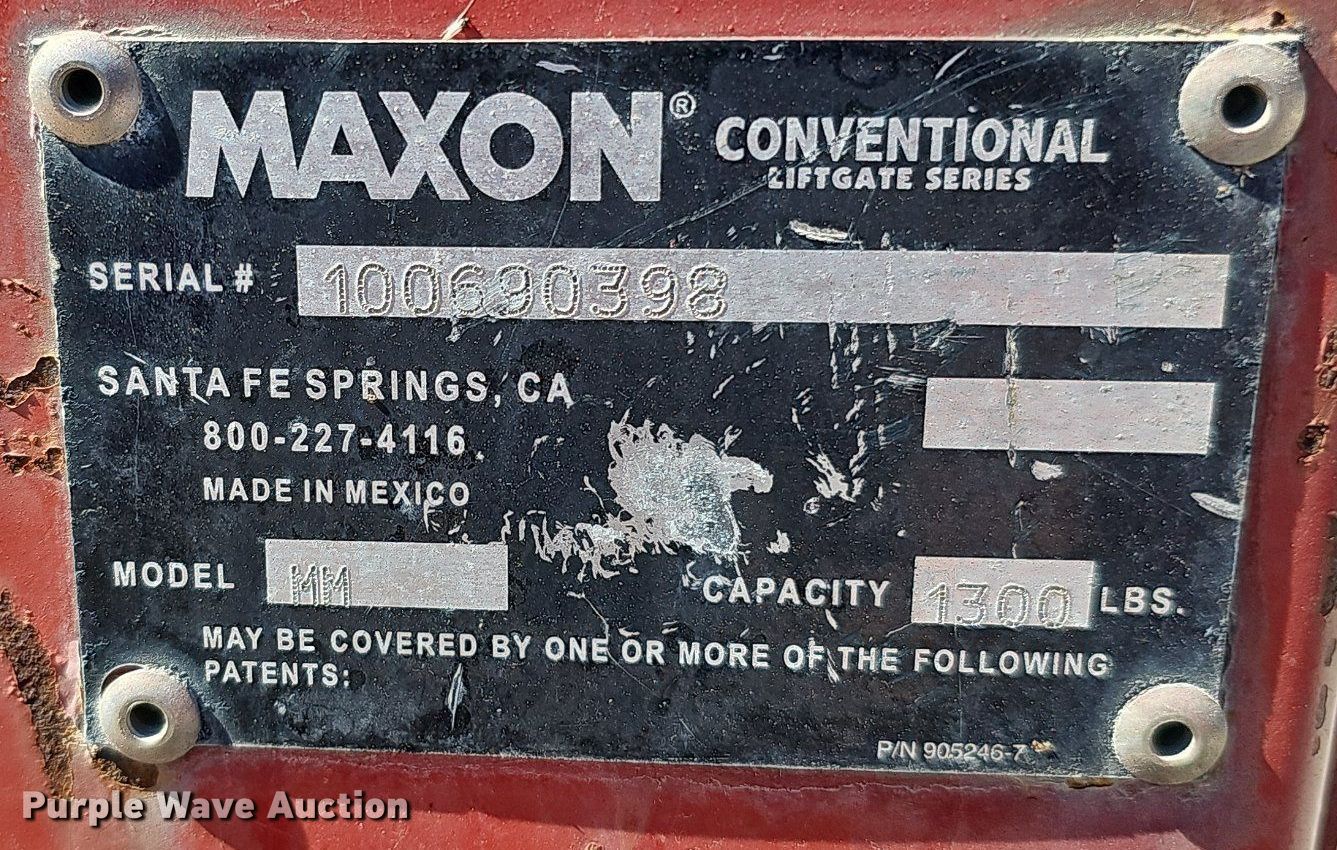 MAXON® CONVENTIONAL
LIFTGATE SERIES
SERIAL # 100690398
SANTA FE SPRINGS, CA
800-227-4116
MADE IN MEXICO
MODEL MM CAPACITY 1300 LBS.
MAY BE COVERED BY ONE OR MORE OF THE FOLLOWING
PATENTS:
P/N 905246-7
Purple Wave Auction